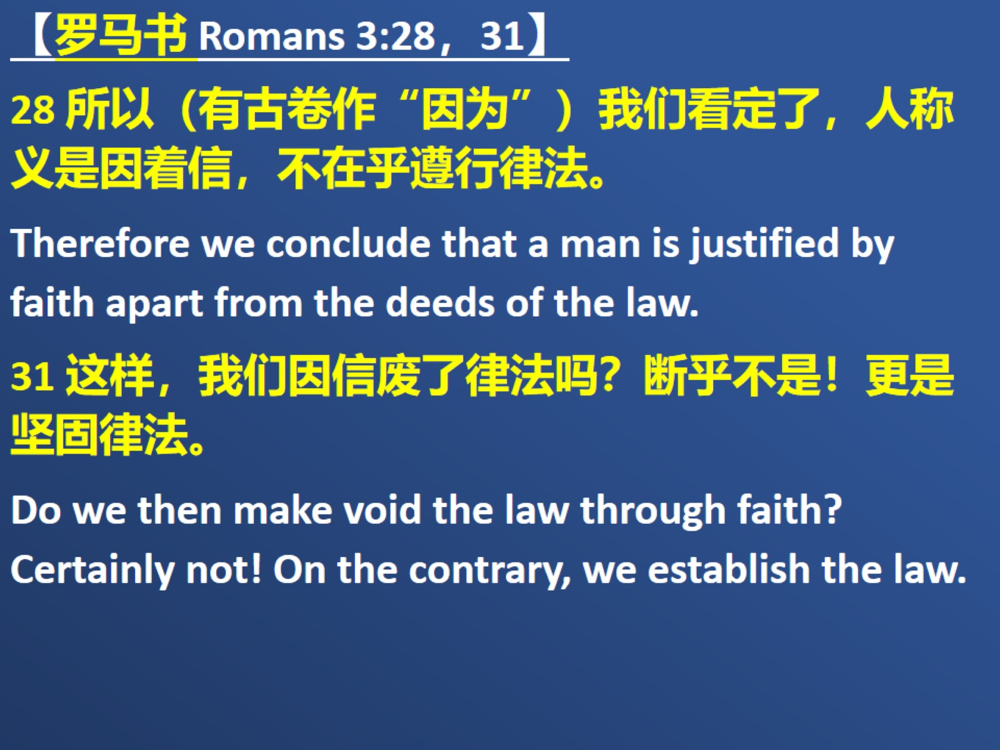 【罗马书 Romans 3:28，31】
28 所以（有古卷作“因为”）我们看定了，人称
义是因着信，不在乎遵行律法。
Therefore we conclude that a man is justified by
faith apart from the deeds of the law.
31 这样，我们因信废了律法吗？断乎不是！更是
坚固律法。
Do we then make void the law through faith?
Certainly not! On the contrary, we establish the law.